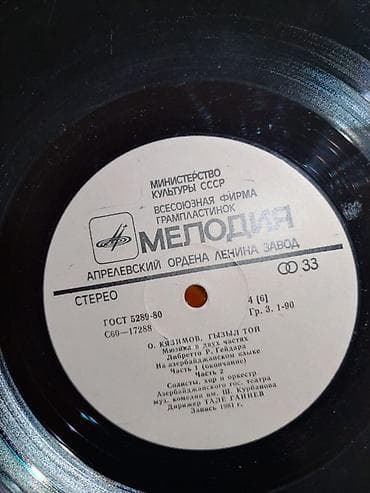 МИНИСТЕРСТВО
КУЛЬТУРЫ СССР
ВСЕСОЮЗНАЯ ФИРМА
ГРАМПЛАСТИНОК
МЕЛОДИЯ
АПРЕЛЕВСКИЙ ОРДЕНА ЛЕНИНА ЗАВОД
СТЕРЕО
33
ГОСТ 5289-80
4 [6]
С60—17288
Гр. 3. 1-90
О. КЯЗИМОВ. ГЫЗЫЛ ТОЙ
Мюзикл в двух частях
Либретто Р. Гейдара
На азербайджанском языке
Часть 1 (окончание)
Часть 2
Солисты, хор и оркестр
Азербайджанского гос. театра
муз. комедии им. Ш. Курбанова
Дирижер ТАЛЕ ГАНИЕВ
Запись 1981 г.